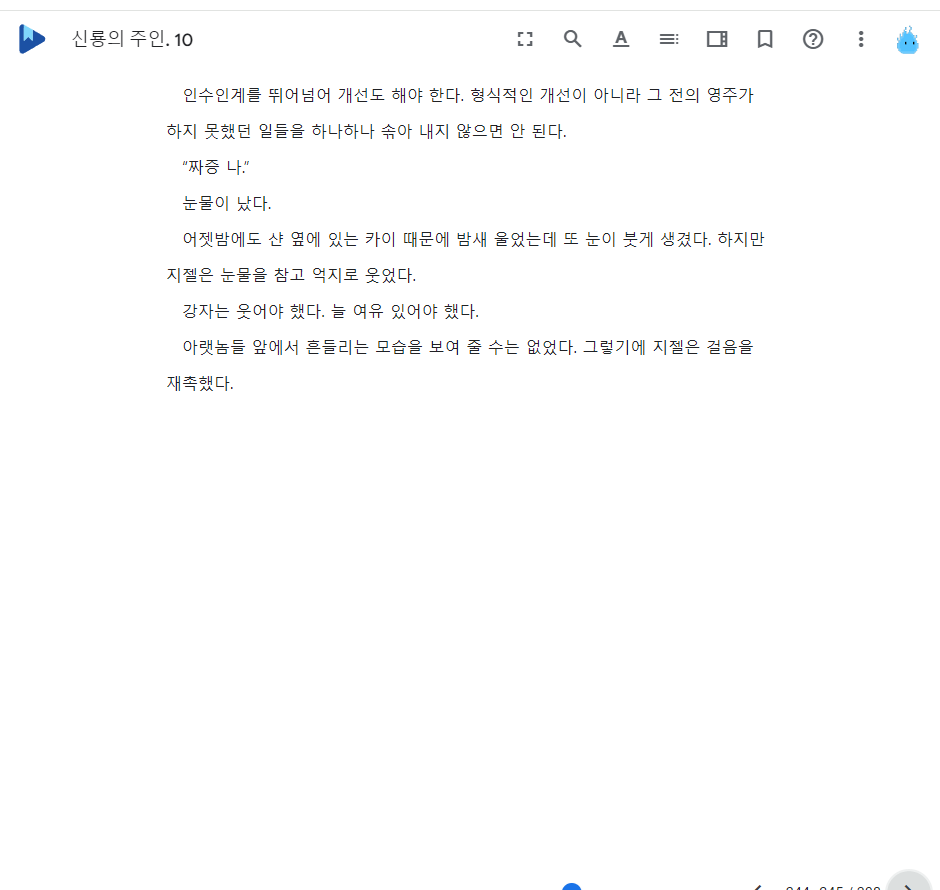 신룡의 주인. 10
인수인계를 뛰어넘어 개선도 해야 한다. 형식적인 개선이 아니라 그 전의 영주가
하지 못했던 일들을 하나하나 솎아 내지 않으면 안 된다.
“짜증 나.”
눈물이 났다.
어젯밤에도 샨 옆에 있는 카이 때문에 밤새 울었는데 또 눈이 붓게 생겼다. 하지만
지젤은 눈물을 참고 억지로 웃었다.
강자는 웃어야 했다. 늘 여유 있어야 했다.
아랫놈들 앞에서 흔들리는 모습을 보여 줄 수는 없었다. 그렇기에 지젤은 걸음을
재촉했다.